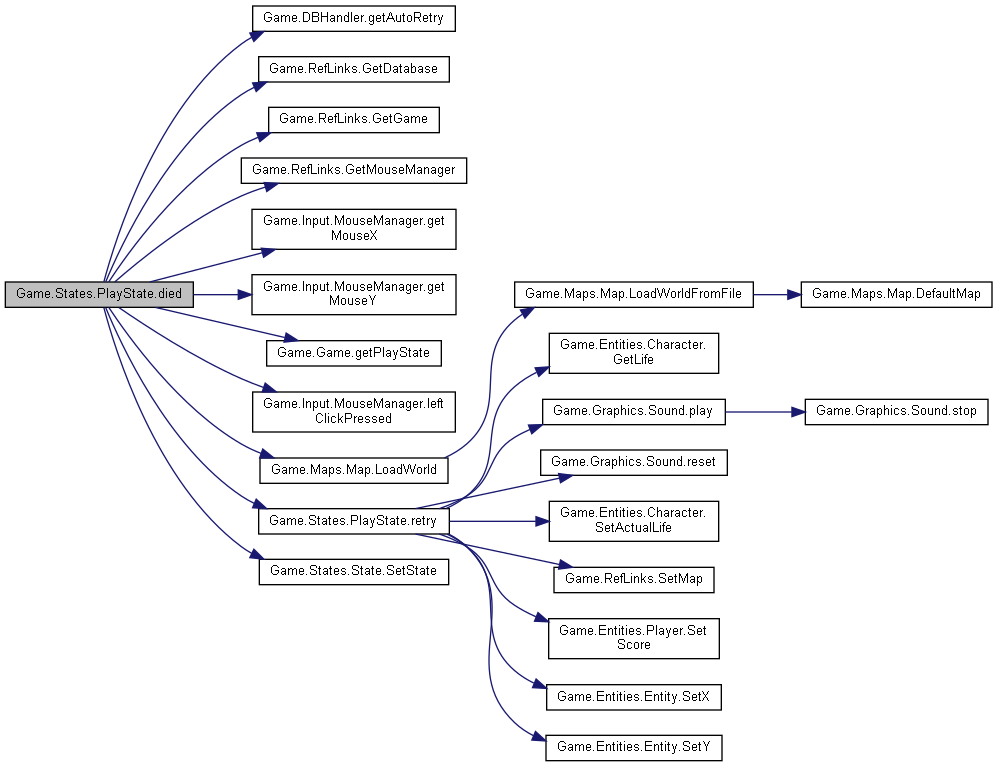 Game.DBHandler.getAutoRetry
Game.RefLinks.GetDatabase
Game.RefLinks.GetGame
Game.RefLinks.GetMouseManager
Game.Input.MouseManager.get
MouseX
Game.States.PlayState.died
Game.Input.MouseManager.get
MouseY
Game.Game.getPlayState
Game.Input.MouseManager.left
ClickPressed
Game.Maps.Map.LoadWorld
Game.States.PlayState.retry
Game.States.State.SetState
Game.Maps.Map.LoadWorldFromFile
Game.Maps.Map.DefaultMap
Game.Entities.Character.
GetLife
Game.Graphics.Sound.play
Game.Graphics.Sound.stop
Game.Graphics.Sound.reset
Game.Entities.Character.
SetActualLife
Game.RefLinks.SetMap
Game.Entities.Player.Set
Score
Game.Entities.Entity.SetX
Game.Entities.Entity.SetY